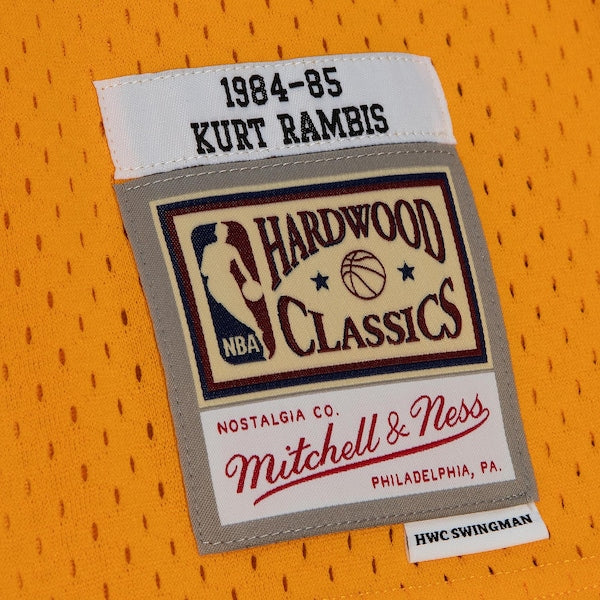 1984-85
KURT RAMBIS
HARDWOOD
CLASSICS
NBA
NOSTALGIA CO.
Mitchell & Ness
PHILADELPHIA, PA.
HWC SWINGMAN